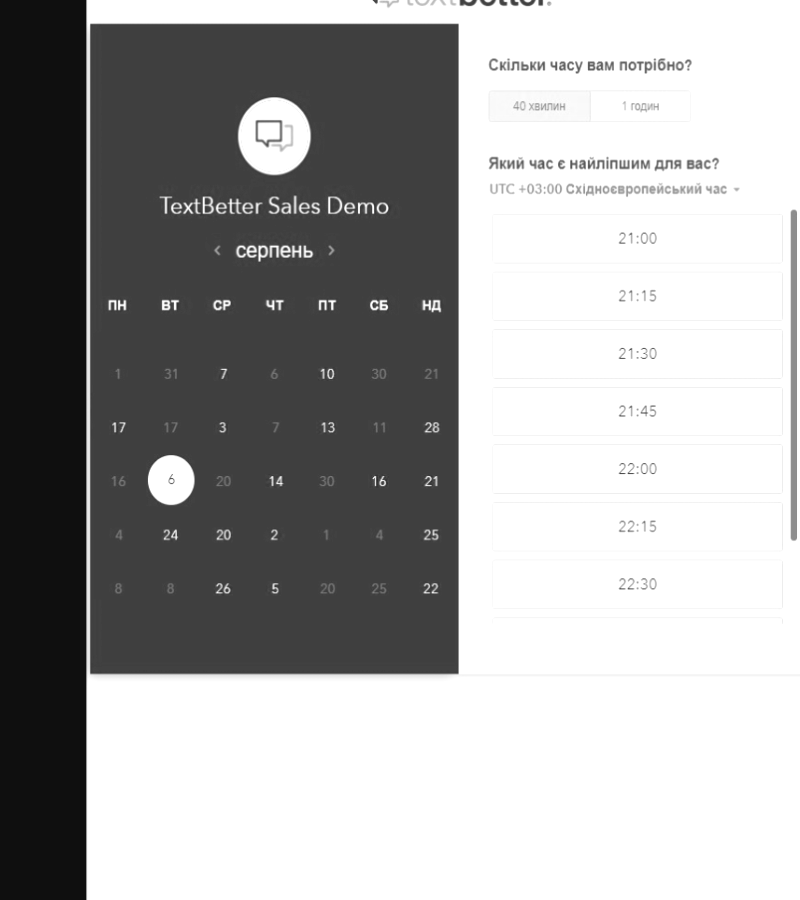 textbetter.
TextBetter Sales Demo
‹ серпень ›
ПН ВТ СР ЧТ ПТ СБ НД
1 31 7 6 10 30 21
17 17 3 7 13 11 28
16 6 20 14 30 16 21
4 24 20 2 1 4 25
8 8 26 5 20 25 22
Скільки часу вам потрібно?
40 хвилин 1 годин
Який час є найліпшим для вас?
UTC +03:00 Східноєвропейський час
21:00
21:15
21:30
21:45
22:00
22:15
22:30